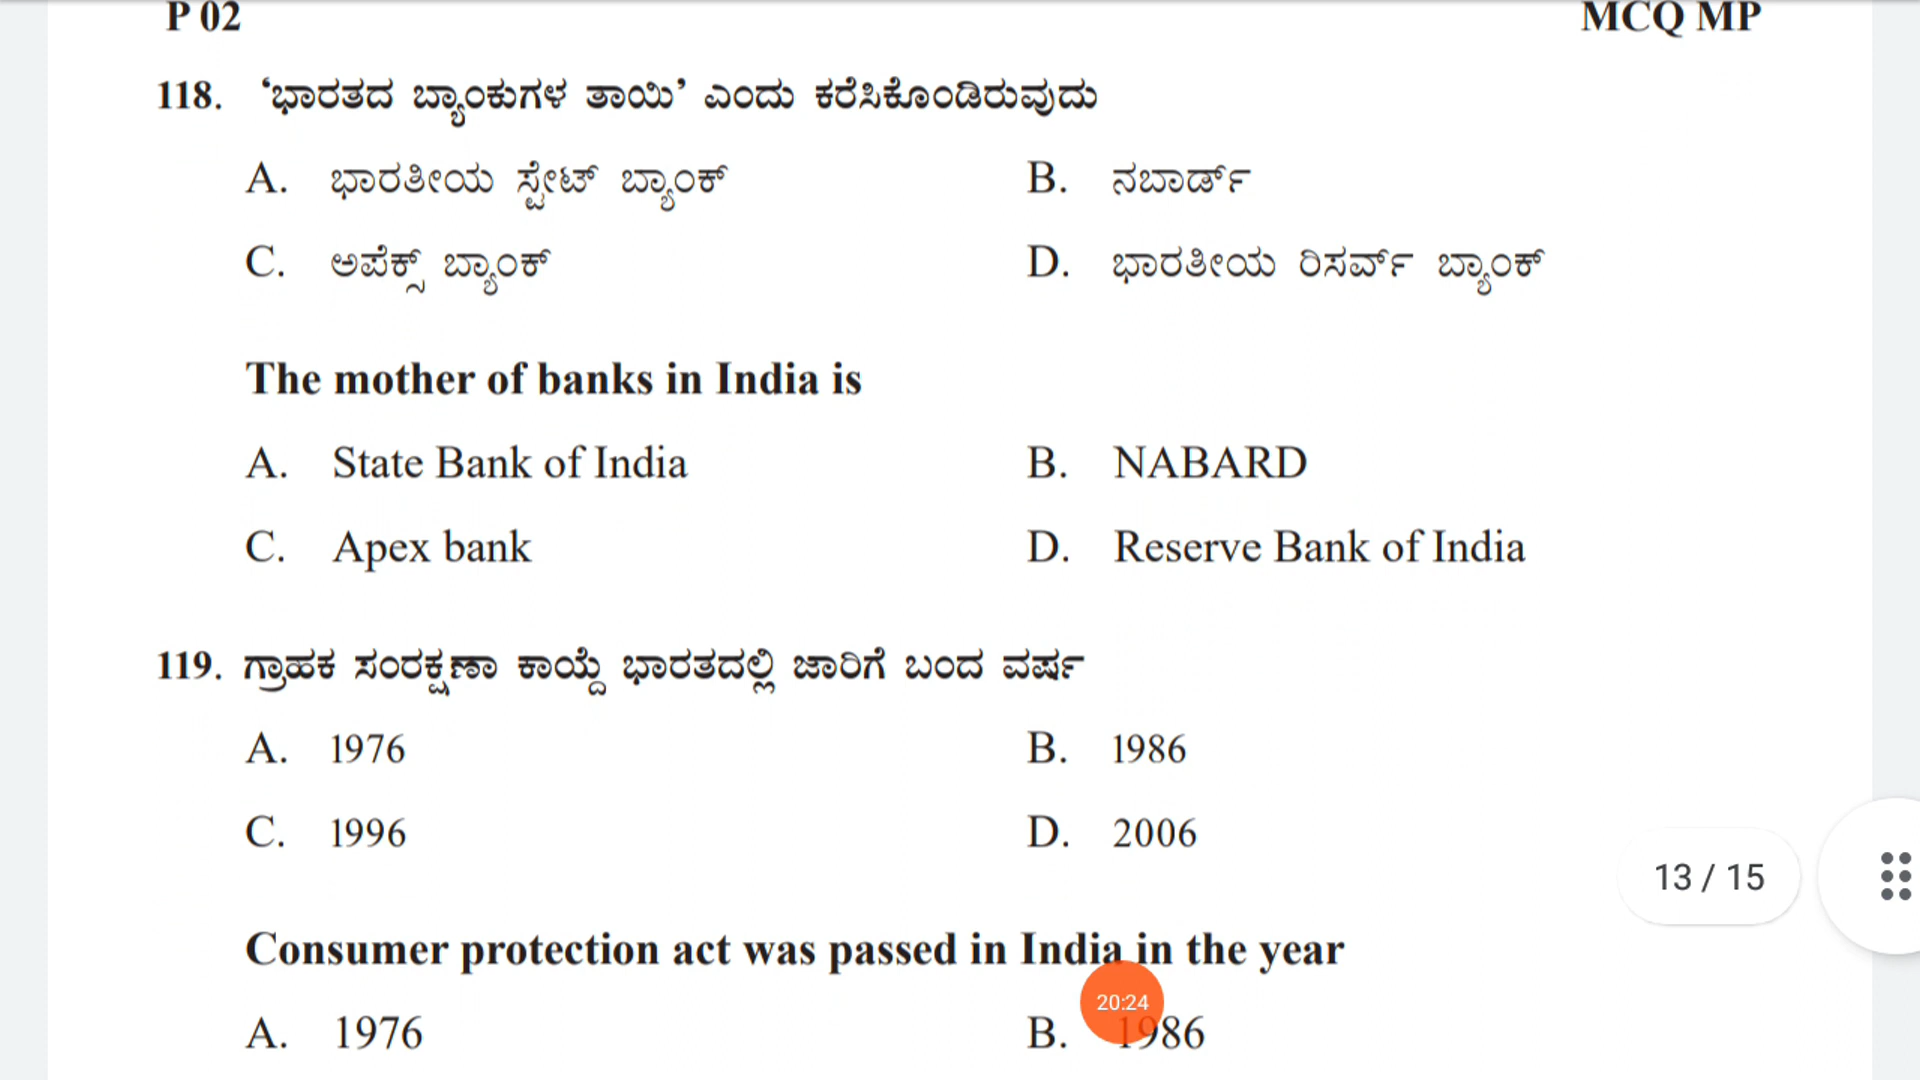 P 02 MCQ MP
118. ‘ಭಾರತದ ಬ್ಯಾಂಕುಗಳ ತಾಯಿ’ ಎಂದು ಕರೆಸಿಕೊಂಡಿರುವುದು
A. ಭಾರತೀಯ ಸ್ಟೇಟ್ ಬ್ಯಾಂಕ್ B. ನಬಾರ್ಡ್
C. ಅಪೆಕ್ಸ್ ಬ್ಯಾಂಕ್ D. ಭಾರತೀಯ ರಿಸರ್ವ್ ಬ್ಯಾಂಕ್
The mother of banks in India is
A. State Bank of India B. NABARD
C. Apex bank D. Reserve Bank of India
119. ಗ್ರಾಹಕ ಸಂರಕ್ಷಣಾ ಕಾಯ್ದೆ ಭಾರತದಲ್ಲಿ ಜಾರಿಗೆ ಬಂದ ವರ್ಷ
A. 1976 B. 1986
C. 1996 D. 2006
13 / 15
Consumer protection act was passed in India in the year
20:24
A. 1976 B. 1986